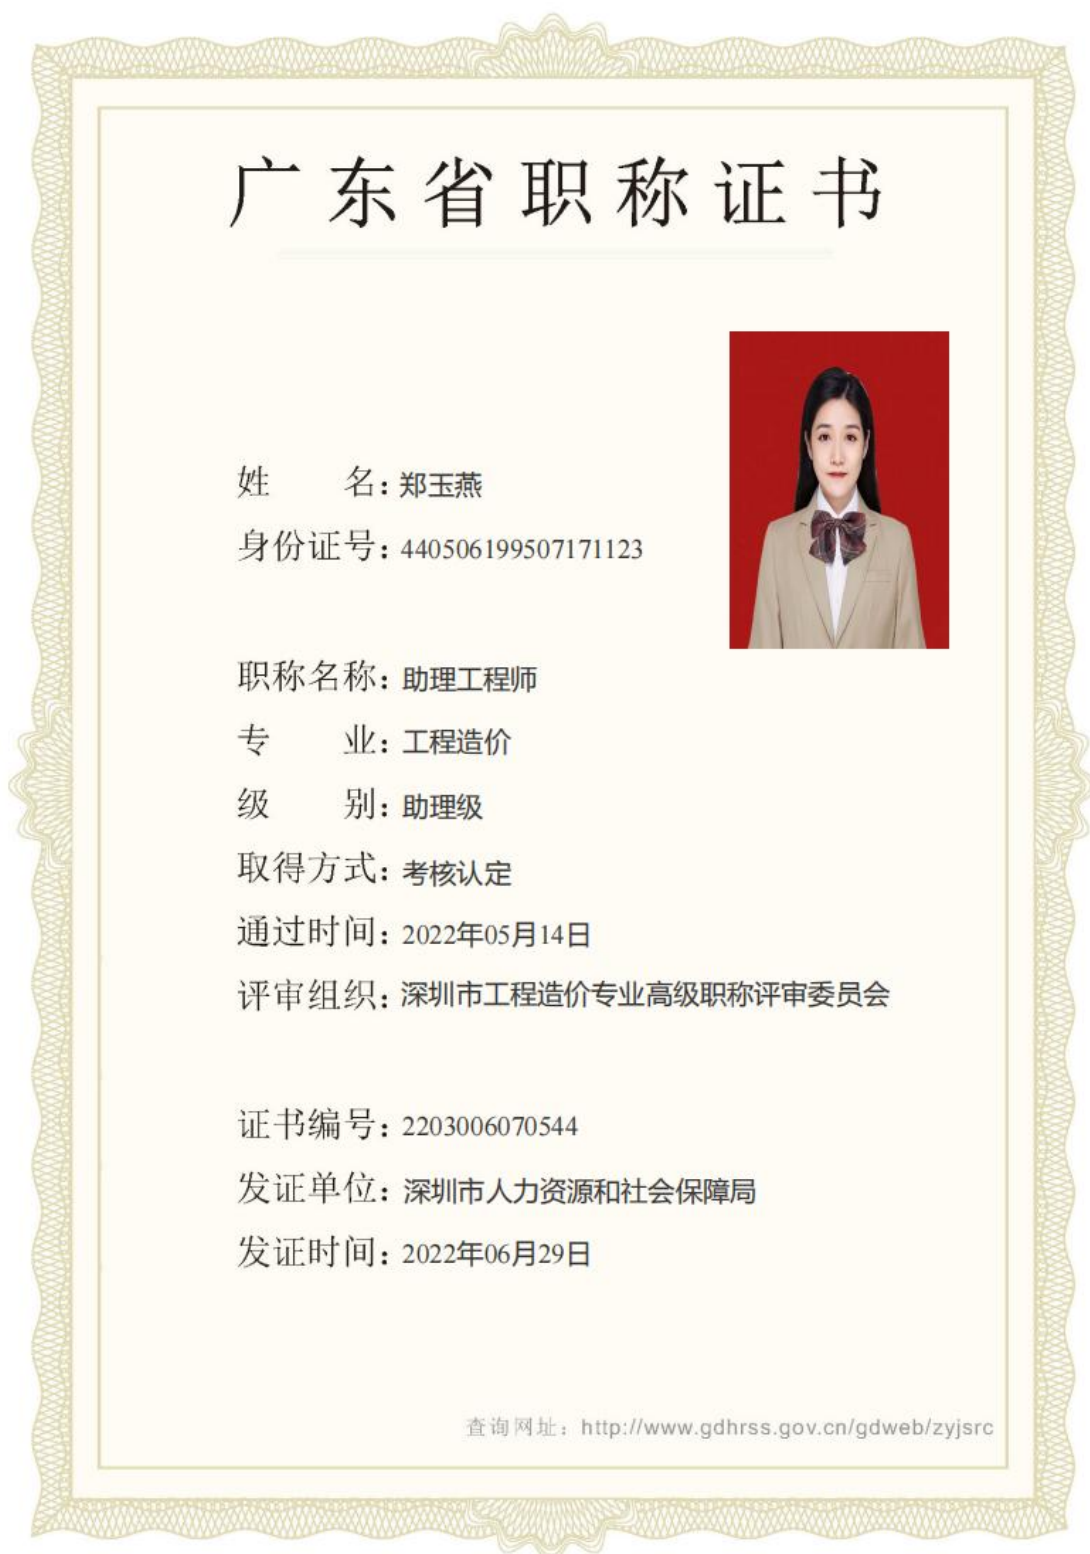 广东省职称证书
姓名：郑玉燕
身份证号：440506199507171123
职称名称：助理工程师
专业：工程造价
级别：助理级
取得方式：考核认定
通过时间：2022年05月14日
评审组织：深圳市工程造价专业高级职称评审委员会
证书编号：2203006070544
发证单位：深圳市人力资源和社会保障局
发证时间：2022年06月29日
查询网址：http://www.gdhrss.gov.cn/gdweb/zyjsrc